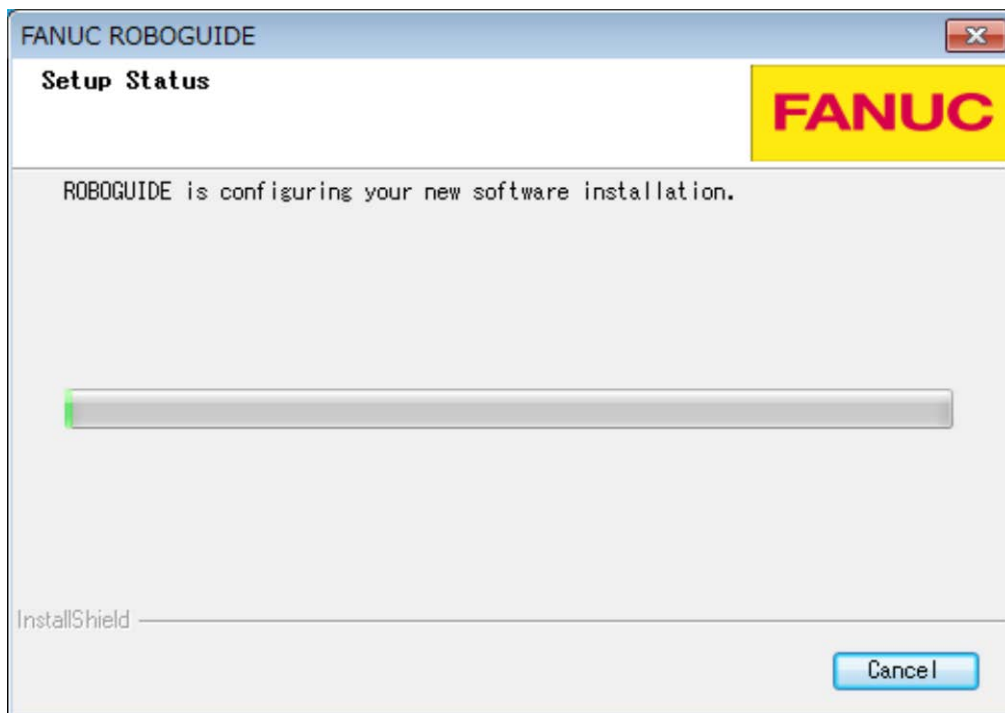 FANUC ROBOGUIDE
Setup Status
FANUC
ROBOGUIDE is configuring your new software installation.
InstallShield
Cancel